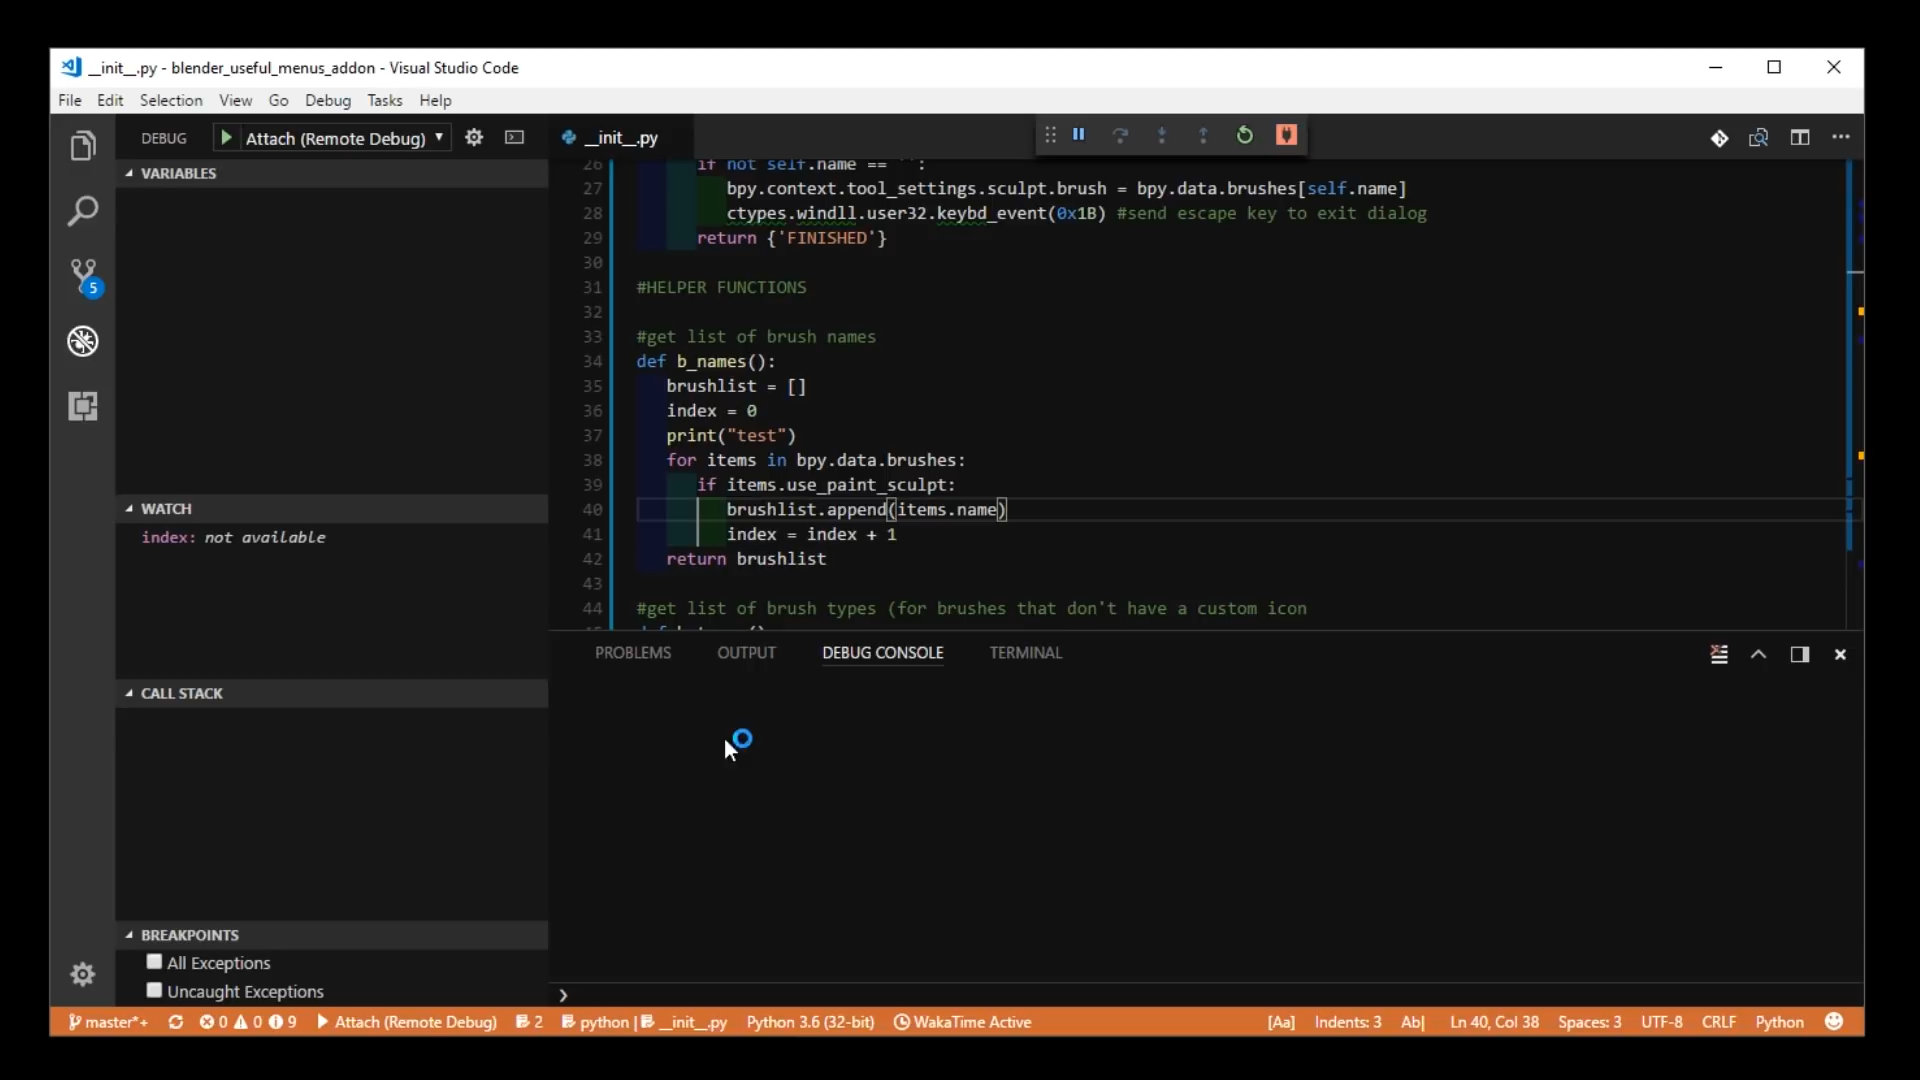 __init__.py - blender_useful_menus_addon - Visual Studio Code
File Edit Selection View Go Debug Tasks Help
DEBUG Attach (Remote Debug) __init__.py
VARIABLES
26 if not self.name == '':
27 bpy.context.tool_settings.sculpt.brush = bpy.data.brushes[self.name]
28 ctypes.windll.user32.keybd_event(0x1B) #send escape key to exit dialog
29 return {'FINISHED'}
30
31 #HELPER FUNCTIONS
32
33 #get list of brush names
34 def b_names():
35 brushlist = []
36 index = 0
37 print("test")
38 for items in bpy.data.brushes:
39 if items.use_paint_sculpt:
40 brushlist.append(items.name)
41 index = index + 1
42 return brushlist
43
44 #get list of brush types (for brushes that don't have a custom icon
5
WATCH
index: not available
CALL STACK
BREAKPOINTS
All Exceptions
Uncaught Exceptions
PROBLEMS OUTPUT DEBUG CONSOLE TERMINAL
master*+ 0 0 9 Attach (Remote Debug) 2 python | __init__.py Python 3.6 (32-bit) WakaTime Active [Aa] Indents: 3 Ab| Ln 40, Col 38 Spaces: 3 UTF-8 CRLF Python